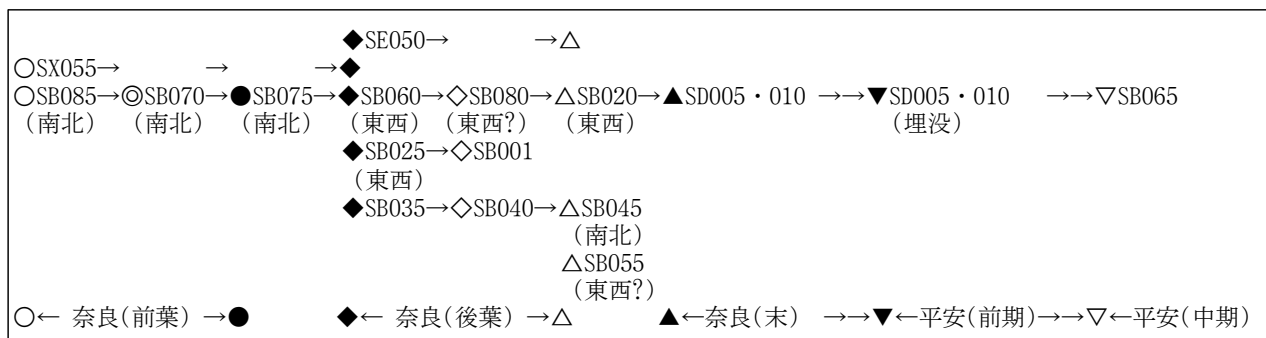 ◆SE050→ →△
○SX055→ → →◆
○SB085→◎SB070→●SB075→◆SB060→◇SB080→△SB020→▲SD005・010 →→▼SD005・010 →→▽SB065
（南北） （南北） （南北） （東西） （東西?） （東西） （埋没）
◆SB025→◇SB001
（東西）
◆SB035→◇SB040→△SB045
（南北）
△SB055
（東西?）
○← 奈良(前葉) →● ◆← 奈良(後葉) →△ ▲←奈良(末) →→▼←平安(前期)→→▽←平安(中期)